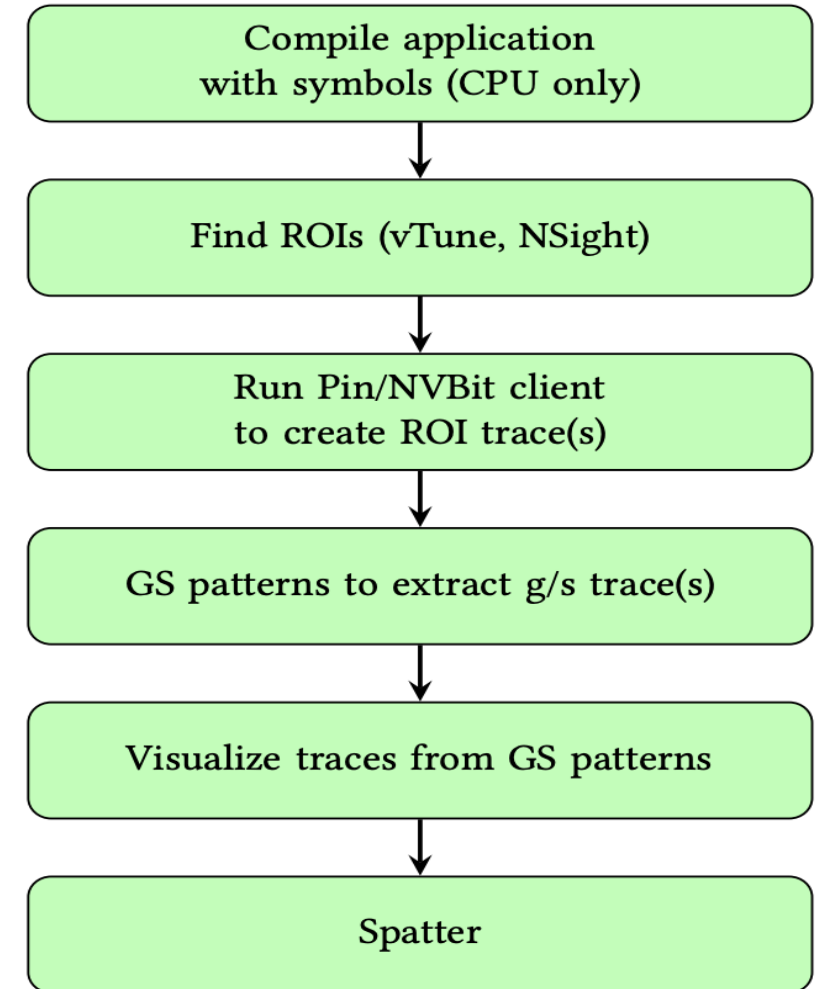 Compile application
with symbols (CPU only)
Find ROIs (vTune, NSight)
Run Pin/NVBit client
to create ROI trace(s)
GS patterns to extract g/s trace(s)
Visualize traces from GS patterns
Spatter